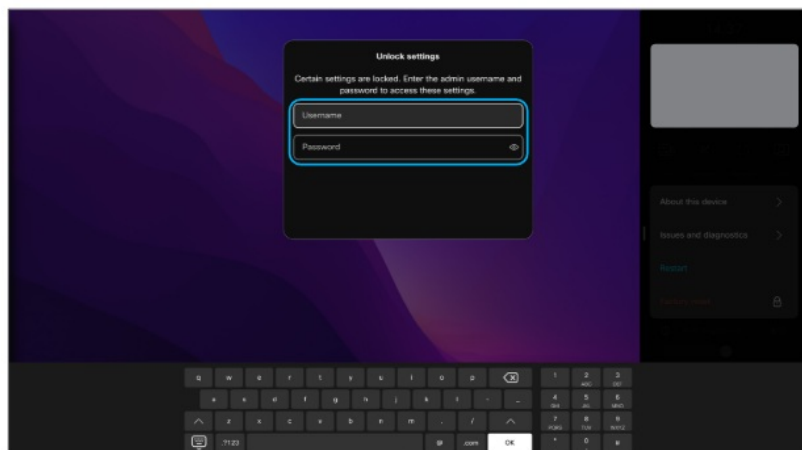 Unlock settings
Certain settings are locked. Enter the admin username and
password to access these settings.
Username
Password
About this device
Issues and diagnostics
Restart
Factory reset
q w e r t y u i o p
a s d f g h j k l - _
z x c v b n m . /
.?123 @ .com OK
1 2 ABC 3 DEF
4 GHI 5 JKL 6 MNO
7 PQRS 8 TUV 9 WXYZ
* 0 #